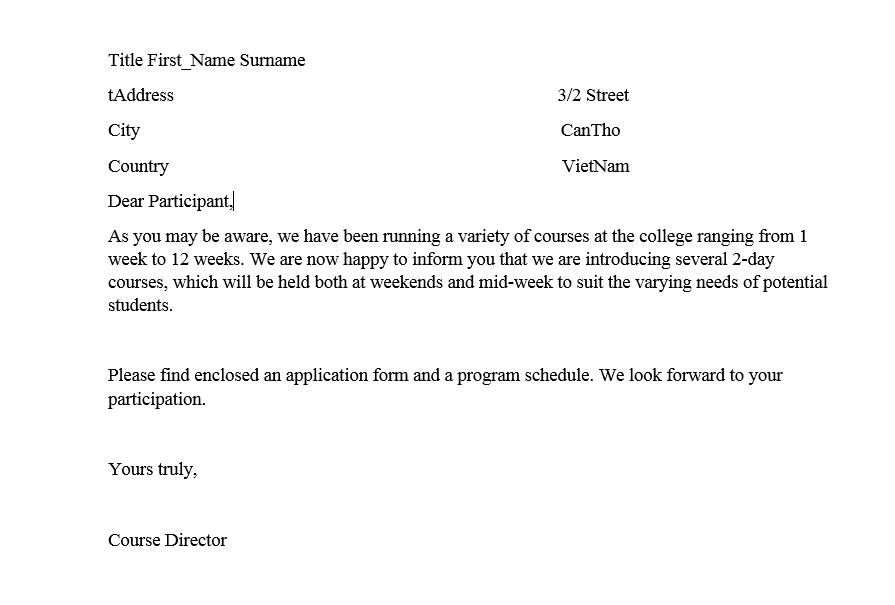 Title First_Name Surname
tAddress 3/2 Street
City CanTho
Country VietNam
Dear Participant,
As you may be aware, we have been running a variety of courses at the college ranging from 1
week to 12 weeks. We are now happy to inform you that we are introducing several 2-day
courses, which will be held both at weekends and mid-week to suit the varying needs of potential
students.
Please find enclosed an application form and a program schedule. We look forward to your
participation.
Yours truly,
Course Director